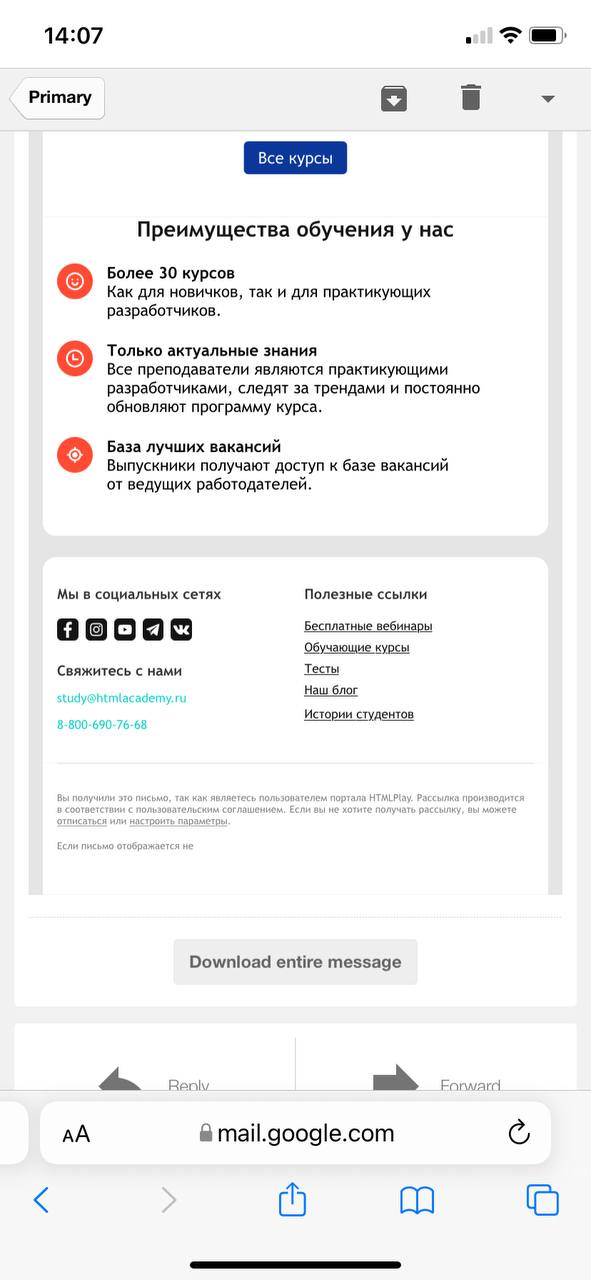 14:07
Primary
Все курсы
Преимущества обучения у нас
Более 30 курсов
Как для новичков, так и для практикующих
разработчиков.
Только актуальные знания
Все преподаватели являются практикующими
разработчиками, следят за трендами и постоянно
обновляют программу курса.
База лучших вакансий
Выпускники получают доступ к базе вакансий
от ведущих работодателей.
Мы в социальных сетях
Свяжитесь с нами
study@htmlacademy.ru
8-800-690-76-68
Полезные ссылки
Бесплатные вебинары
Обучающие курсы
Тесты
Наш блог
Истории студентов
Вы получили это письмо, так как являетесь пользователем портала HTMLPlay. Рассылка производится
в соответствии с пользовательским соглашением. Если вы не хотите получать рассылку, вы можете
отписаться или настроить параметры.
Если письмо отображается не
Download entire message
Reply
Forward
AA
mail.google.com